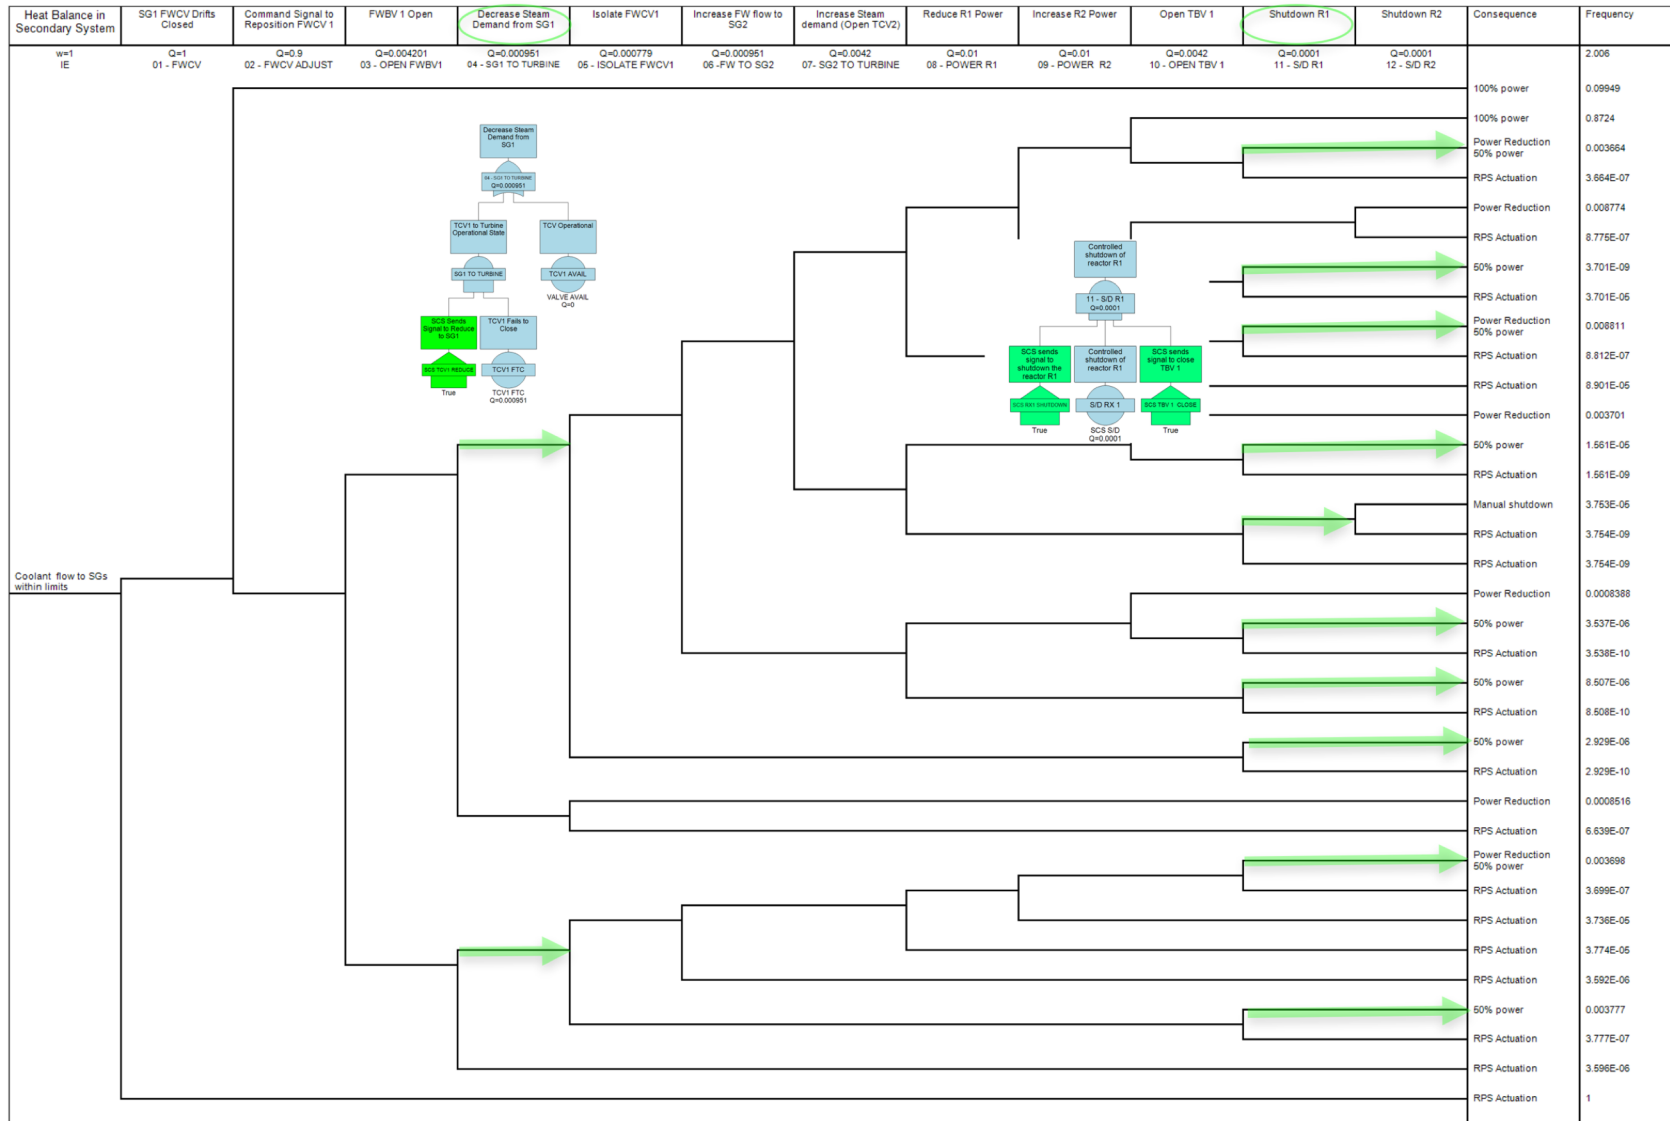 Heat Balance in
Secondary System
SG1 FWCV Drifts
Closed
Command Signal to
Reposition FWCV 1
FWBV 1 Open
Decrease Steam
Demand from SG1
Isolate FWCV1
Increase FW flow to
SG2
Increase Steam
demand (Open TCV2)
Reduce R1 Power
Increase R2 Power
Open TBV 1
Shutdown R1
Shutdown R2
Consequence
Frequency
w=1
IE
Q=1
01 - FWCV
Q=0.9
02 - FWCV ADJUST
Q=0.004201
03 - OPEN FWBV1
Q=0.000951
04 - SG1 TO TURBINE
Q=0.000779
05 - ISOLATE FWCV1
Q=0.000951
06 -FW TO SG2
Q=0.0042
07- SG2 TO TURBINE
Q=0.01
08 - POWER R1
Q=0.01
09 - POWER R2
Q=0.0042
10 - OPEN TBV 1
Q=0.0001
11 - S/D R1
Q=0.0001
12 - S/D R2
2.006
100% power 0.09949
100% power 0.8724
Power Reduction
50% power 0.003664
RPS Actuation 3.664E-07
Power Reduction 0.008774
RPS Actuation 8.775E-07
50% power 3.701E-09
RPS Actuation 3.701E-05
Power Reduction
50% power 0.008811
RPS Actuation 8.812E-07
RPS Actuation 8.901E-05
Power Reduction 0.003701
50% power 1.561E-05
RPS Actuation 1.561E-09
Manual shutdown 3.753E-05
RPS Actuation 3.754E-09
RPS Actuation 3.754E-09
Power Reduction 0.0008388
50% power 3.537E-06
RPS Actuation 3.538E-10
50% power 8.507E-06
RPS Actuation 8.508E-10
50% power 2.929E-06
RPS Actuation 2.929E-10
Power Reduction 0.0008516
RPS Actuation 6.639E-07
Power Reduction
50% power 0.003698
RPS Actuation 3.699E-07
RPS Actuation 3.736E-05
RPS Actuation 3.774E-05
RPS Actuation 3.592E-06
50% power 0.003777
RPS Actuation 3.777E-07
RPS Actuation 3.596E-06
RPS Actuation 1
Coolant flow to SGs
within limits
Decrease Steam
Demand from
SG1
04 - SG1 TO TURBINE
Q=0.000951
TCV1 to Turbine
Operational State
TCV Operational
SG1 TO TURBINE
TCV1 AVAIL
VALVE AVAIL
Q=0
SCS Sends
Signal to Reduce
to SG1
TCV1 Fails to
Close
SCS TCV1 REDUCE
True
TCV1 FTC
TCV1 FTC
Q=0.000951
Controlled
shutdown of
reactor R1
11 - S/D R1
Q=0.0001
SCS sends
signal to
shutdown the
reactor R1
Controlled
shutdown of
reactor R1
SCS sends
signal to close
TBV 1
SCS RX1 SHUTDOWN
True
S/D RX 1
SCS S/D
Q=0.0001
SCS TBV 1 CLOSE
True